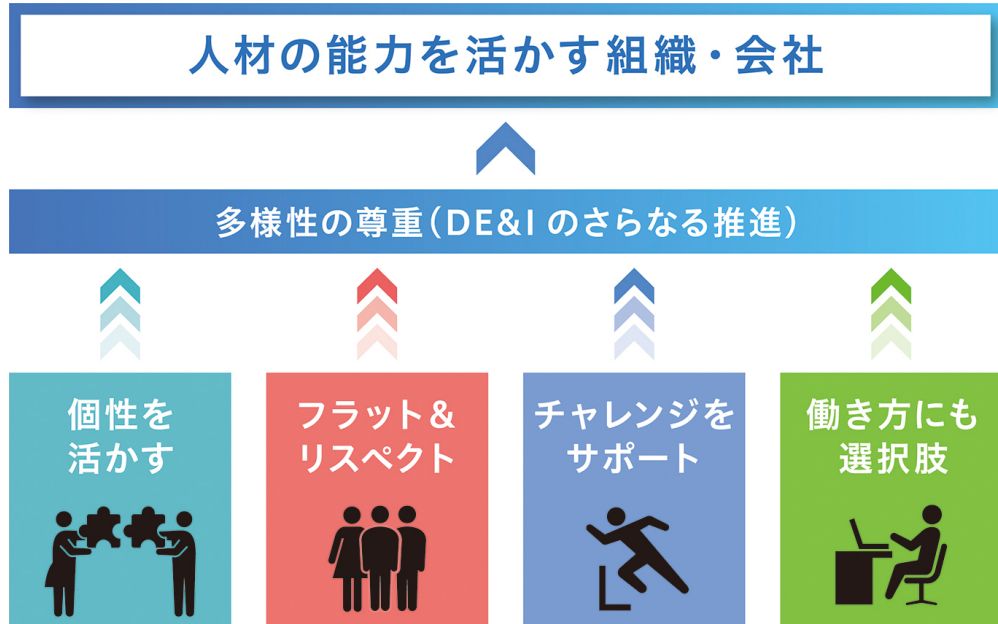 人材の能力を活かす組織・会社
多様性の尊重（DE&I のさらなる推進）
個性を
活かす
フラット＆
リスペクト
チャレンジを
サポート
働き方にも
選択肢